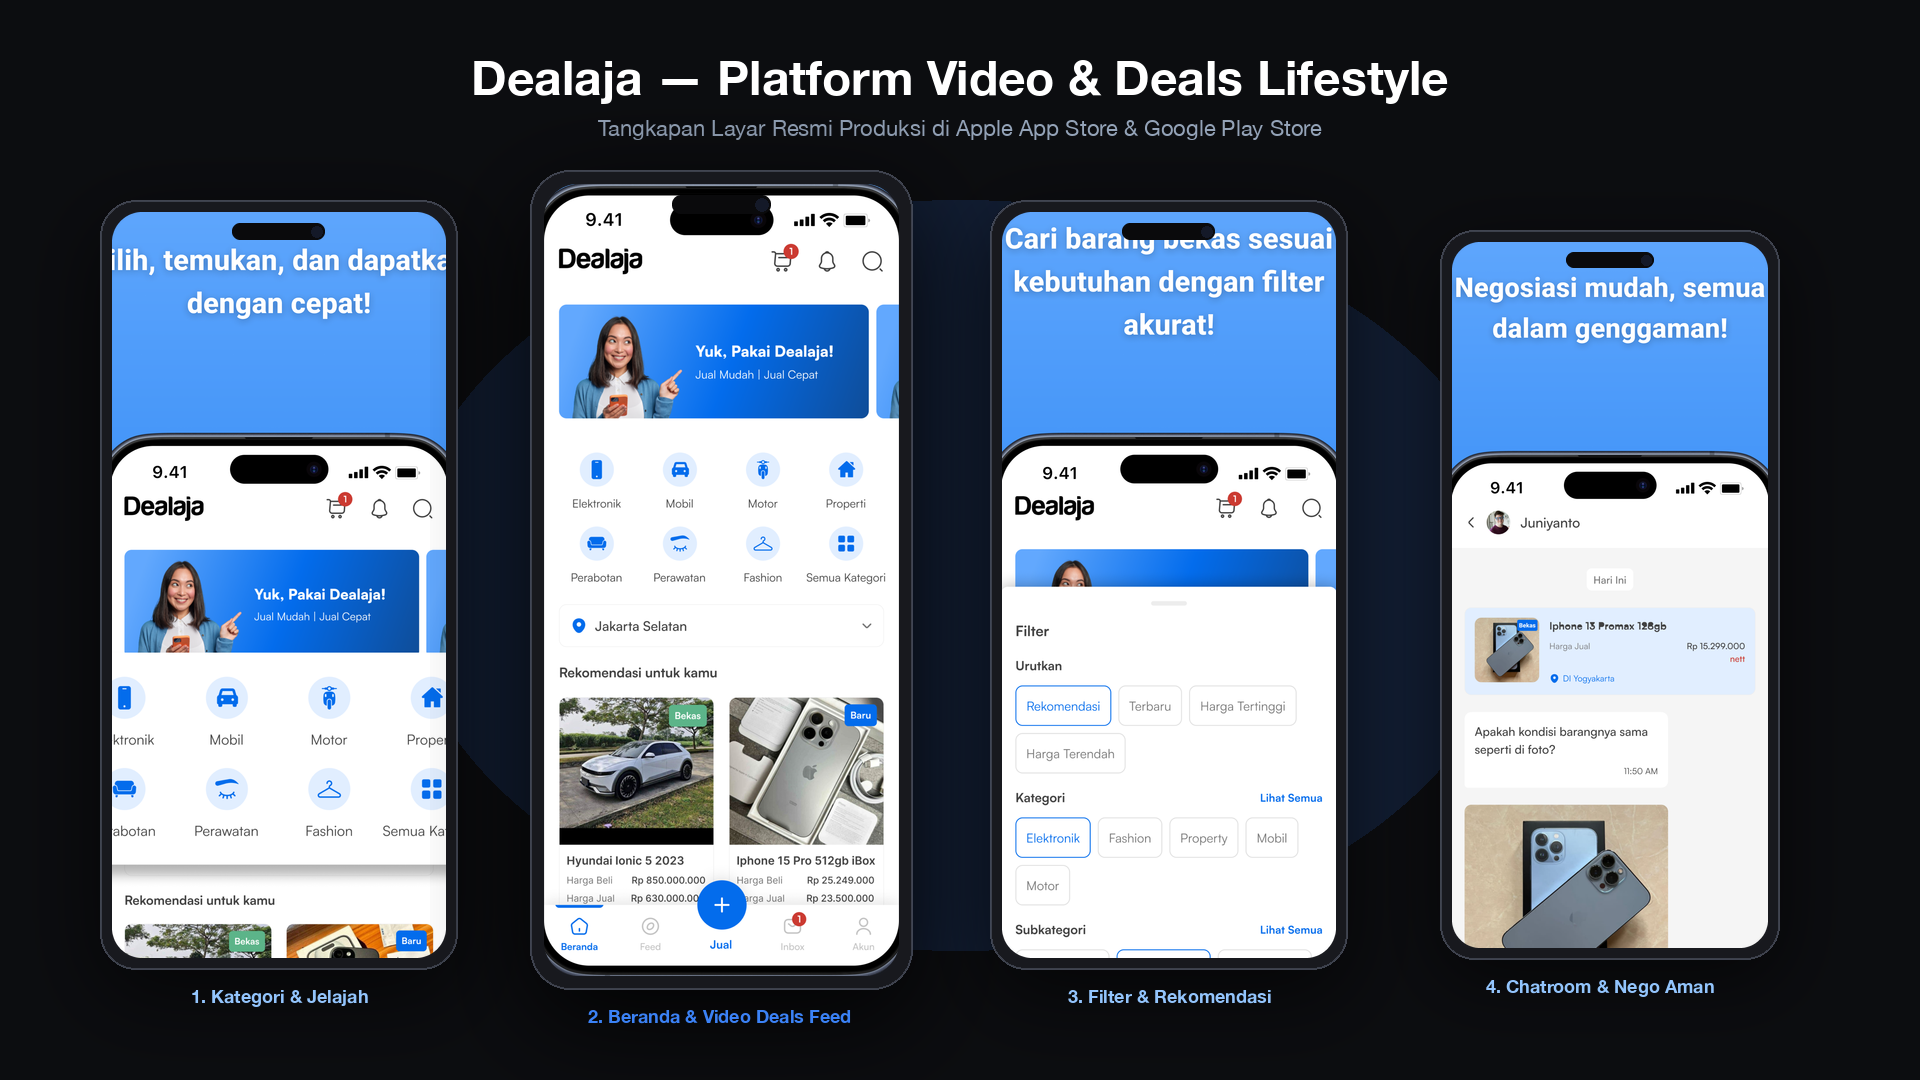 Dealaja — Platform Video & Deals Lifestyle
Tangkapan Layar Resmi Produksi di Apple App Store & Google Play Store
ilih, temukan, dan dapatka
dengan cepat!
9.41
Dealaja
1
Yuk, Pakai Dealaja!
Jual Mudah | Jual Cepat
ktronik
Mobil
Motor
Proper
abotan
Perawatan
Fashion
Semua Ka
Rekomendasi untuk kamu
Bekas
Baru
1. Kategori & Jelajah
9.41
Dealaja
1
Yuk, Pakai Dealaja!
Jual Mudah | Jual Cepat
Elektronik
Mobil
Motor
Properti
Perabotan
Perawatan
Fashion
Semua Kategori
Jakarta Selatan
Rekomendasi untuk kamu
Bekas
Baru
Hyundai Ionic 5 2023
Harga Beli Rp 850.000.000
Harga Jual Rp 630.000.00
Iphone 15 Pro 512gb iBox
Harga Beli Rp 25.249.000
arga Jual Rp 23.500.000
Beranda
Feed
Jual
1
Inbox
Akun
2. Beranda & Video Deals Feed
Cari barang bekas sesuai
kebutuhan dengan filter
akurat!
9.41
Dealaja
1
Filter
Urutkan
Rekomendasi
Terbaru
Harga Tertinggi
Harga Terendah
Kategori
Lihat Semua
Elektronik
Fashion
Property
Mobil
Motor
Subkategori
Lihat Semua
3. Filter & Rekomendasi
Negosiasi mudah, semua
dalam genggaman!
9.41
Juniyanto
Hari Ini
Bekas
Iphone 13 Promax 128gb
Harga Jual
Rp 15.299.000
nett
DI Yogyakarta
Apakah kondisi barangnya sama
seperti di foto?
11:50 AM
4. Chatroom & Nego Aman